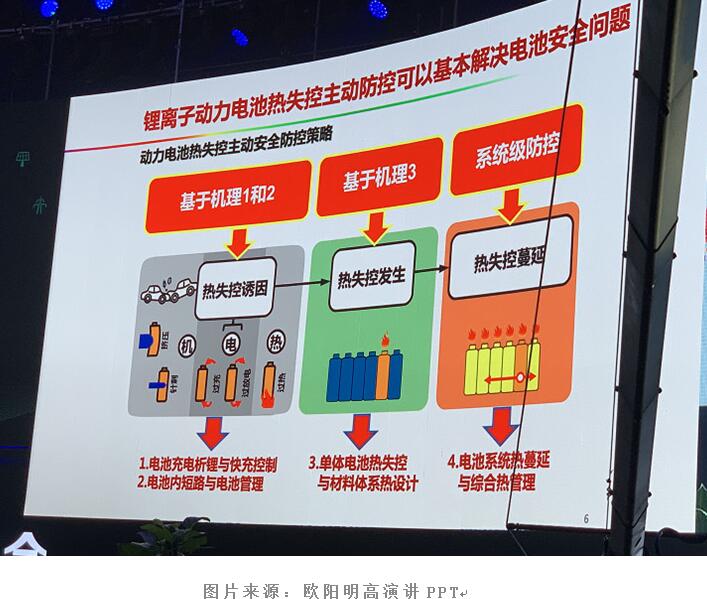 锂离子动力电池热失控主动防控可以基本解决电池安全问题
动力电池热失控主动安全防控策略
基于机理1和2
基于机理3
系统级防控
热失控诱因
热失控发生
热失控蔓延
挤压
机
电
热
针刺
过充
过放电
过热
1.电池充电析锂与快充控制
2.电池内短路与电池管理
3.单体电池热失控
与材料体系热设计
4.电池系统热蔓延
与综合热管理
6
图片来源：欧阳明高演讲 PPT